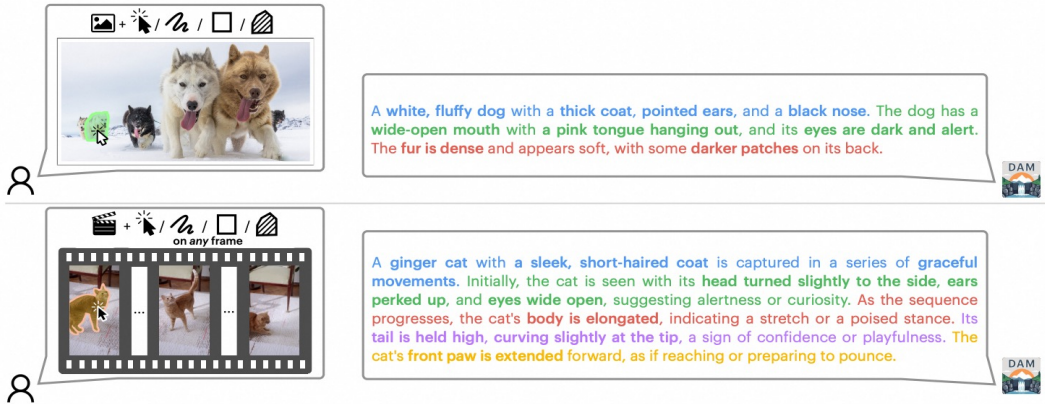 + / / /
A white, fluffy dog with a thick coat, pointed ears, and a black nose. The dog has a
wide-open mouth with a pink tongue hanging out, and its eyes are dark and alert.
The fur is dense and appears soft, with some darker patches on its back.
DAM
+ / / /
on any frame
... ...
A ginger cat with a sleek, short-haired coat is captured in a series of graceful
movements. Initially, the cat is seen with its head turned slightly to the side, ears
perked up, and eyes wide open, suggesting alertness or curiosity. As the sequence
progresses, the cat's body is elongated, indicating a stretch or a poised stance. Its
tail is held high, curving slightly at the tip, a sign of confidence or playfulness. The
cat's front paw is extended forward, as if reaching or preparing to pounce.
DAM